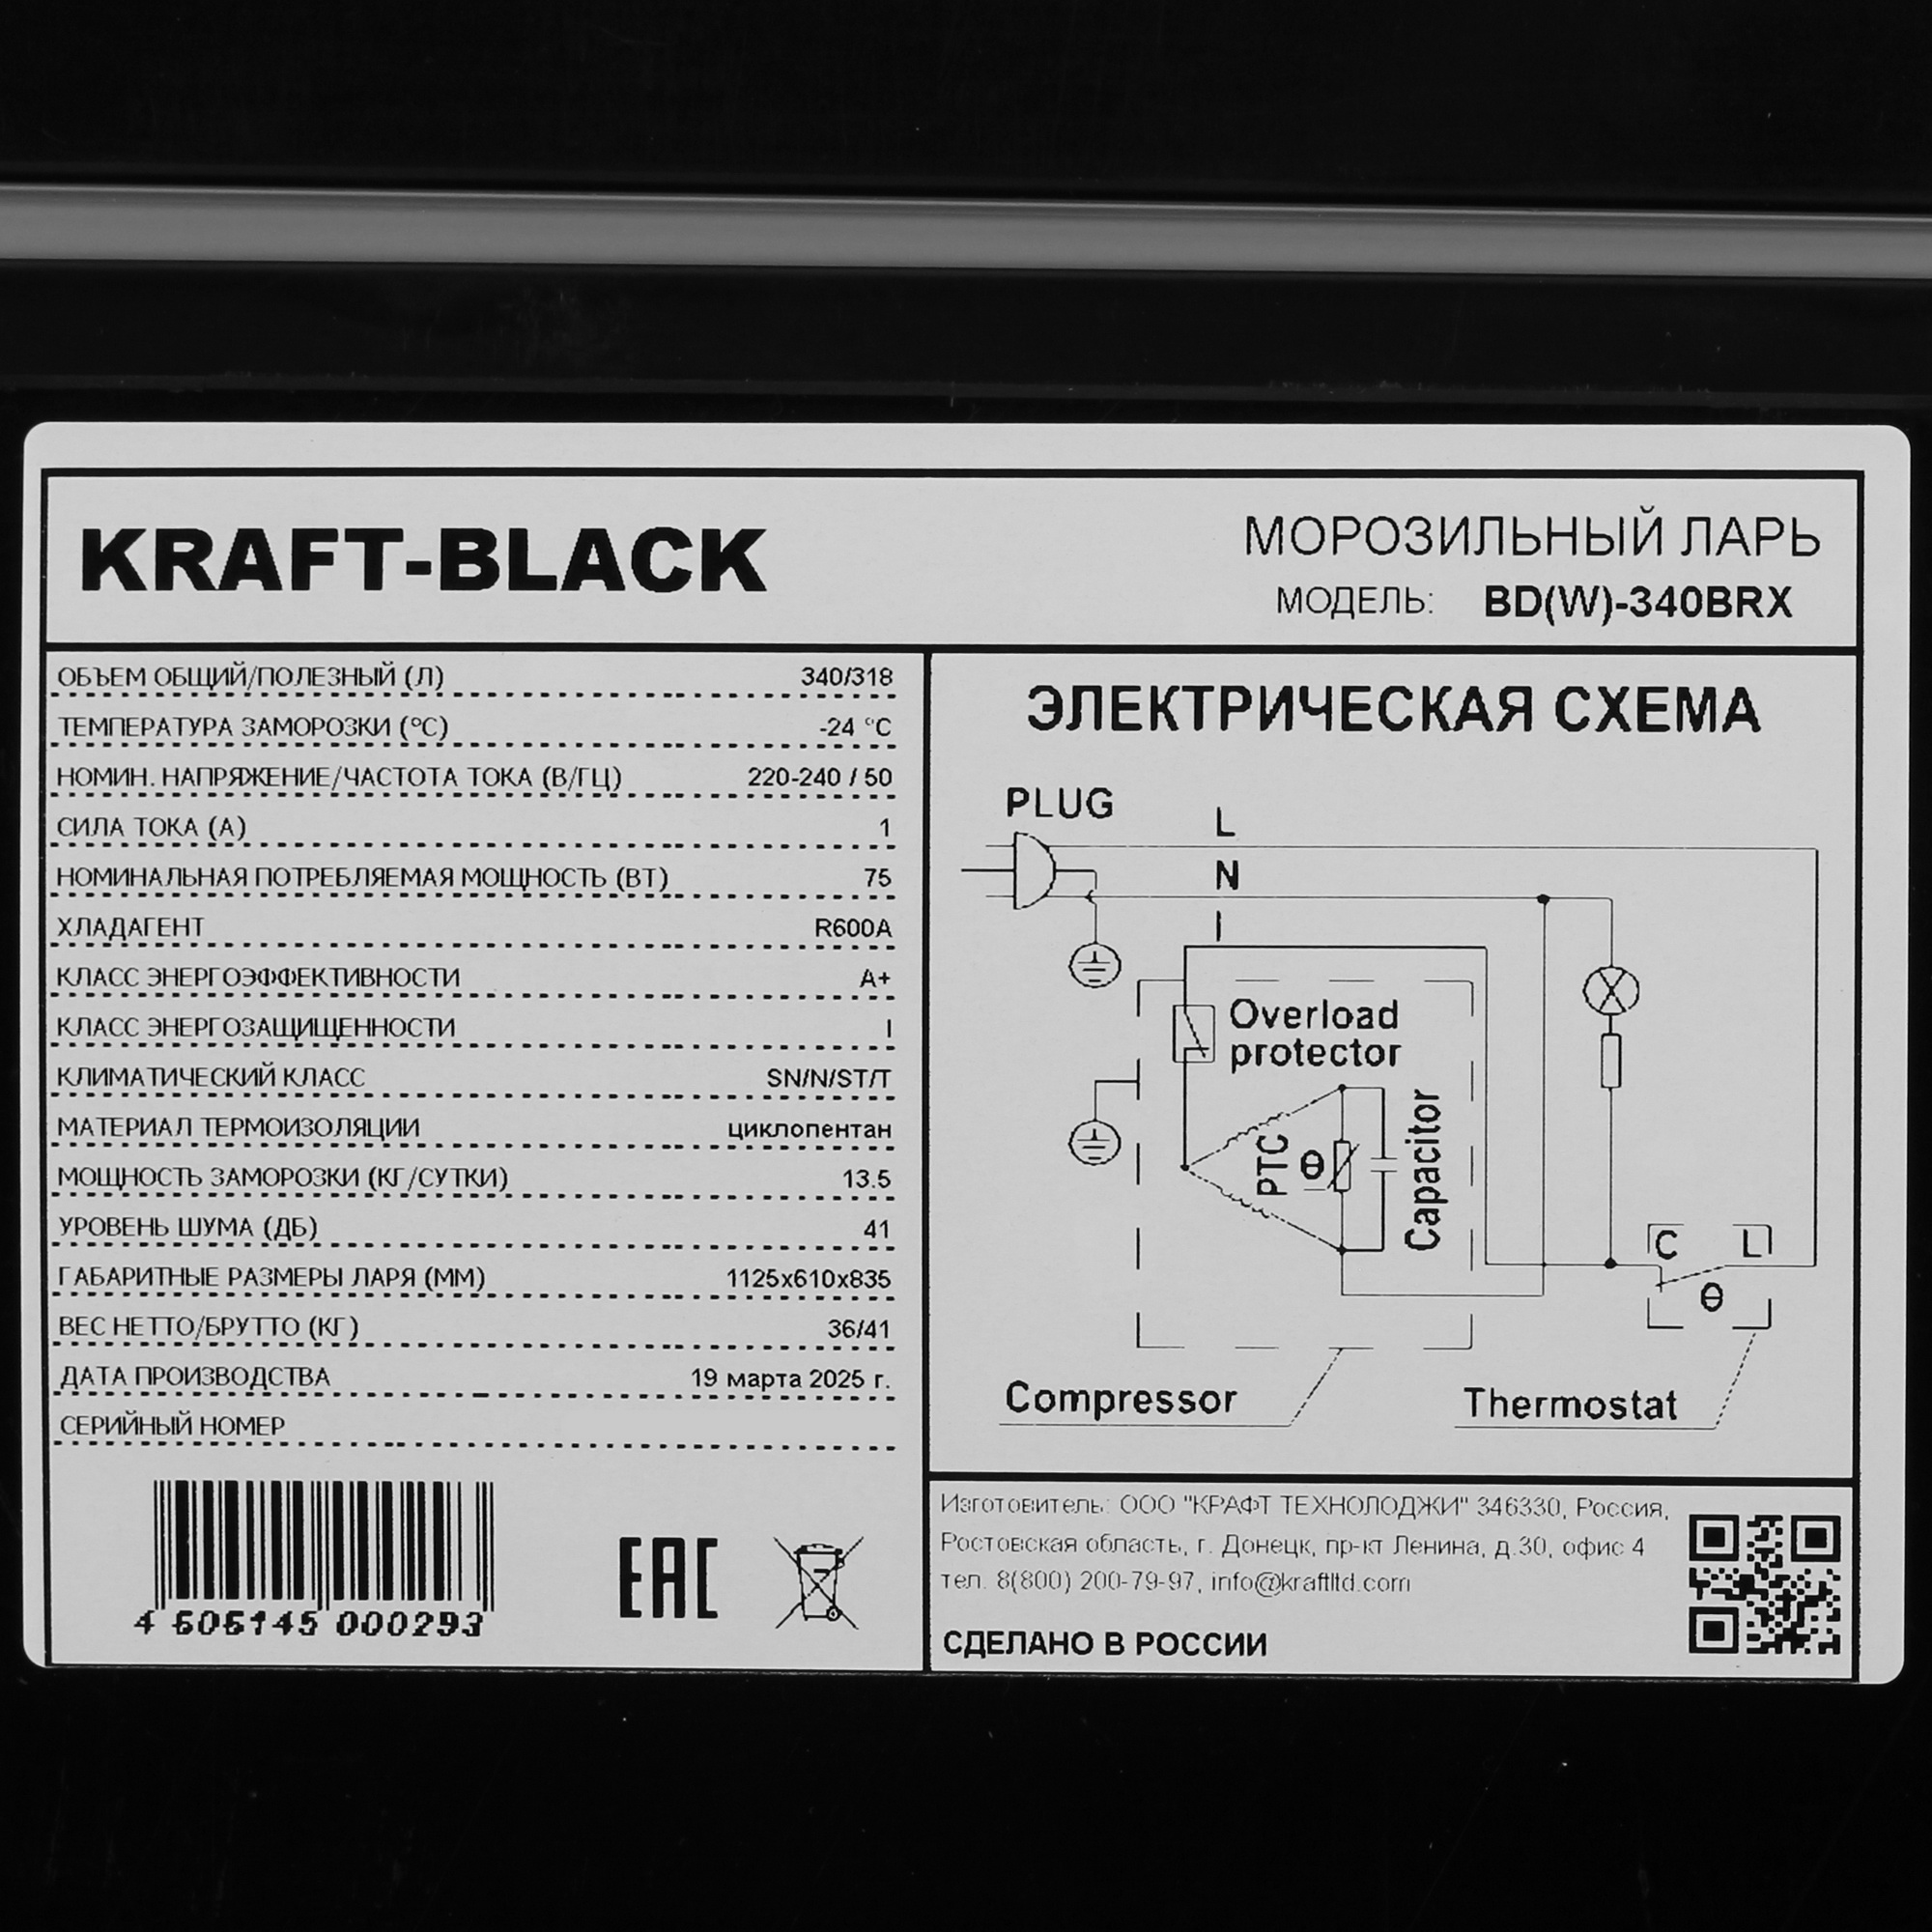 KRAFT-BLACK
МОРОЗИЛЬНЫЙ ЛАРЬ
МОДЕЛЬ: BD(W)-340BRX
ОБЪЕМ ОБЩИЙ/ПОЛЕЗНЫЙ (Л) 340/318
ТЕМПЕРАТУРА ЗАМОРОЗКИ (°С) -24 °С
НОМИН. НАПРЯЖЕНИЕ/ЧАСТОТА ТОКА (В/ГЦ) 220-240 / 50
СИЛА ТОКА (А) 1
НОМИНАЛЬНАЯ ПОТРЕБЛЯЕМАЯ МОЩНОСТЬ (ВТ) 75
ХЛАДАГЕНТ R600A
КЛАСС ЭНЕРГОЭФФЕКТИВНОСТИ A+
КЛАСС ЭНЕРГОЗАЩИЩЕННОСТИ I
КЛИМАТИЧЕСКИЙ КЛАСС SN/N/ST/T
МАТЕРИАЛ ТЕРМОИЗОЛЯЦИИ циклопентан
МОЩНОСТЬ ЗАМОРОЗКИ (КГ/СУТКИ) 13.5
УРОВЕНЬ ШУМА (ДБ) 41
ГАБАРИТНЫЕ РАЗМЕРЫ ЛАРЯ (ММ) 1125x610x835
ВЕС НЕТТО/БРУТТО (КГ) 36/41
ДАТА ПРОИЗВОДСТВА 19 марта 2025 г.
СЕРИЙНЫЙ НОМЕР
4 606145 000293
EAC
ЭЛЕКТРИЧЕСКАЯ СХЕМА
PLUG
L
N
I
Overload
protector
PTC
θ
Capacitor
C L
θ
Compressor
Thermostat
Изготовитель: ООО "КРАФТ ТЕХНОЛОДЖИ" 346330, Россия,
Ростовская область, г. Донецк, пр-кт Ленина, д.30, офис 4
тел. 8(800) 200-79-97, info@kraftltd.com
СДЕЛАНО В РОССИИ